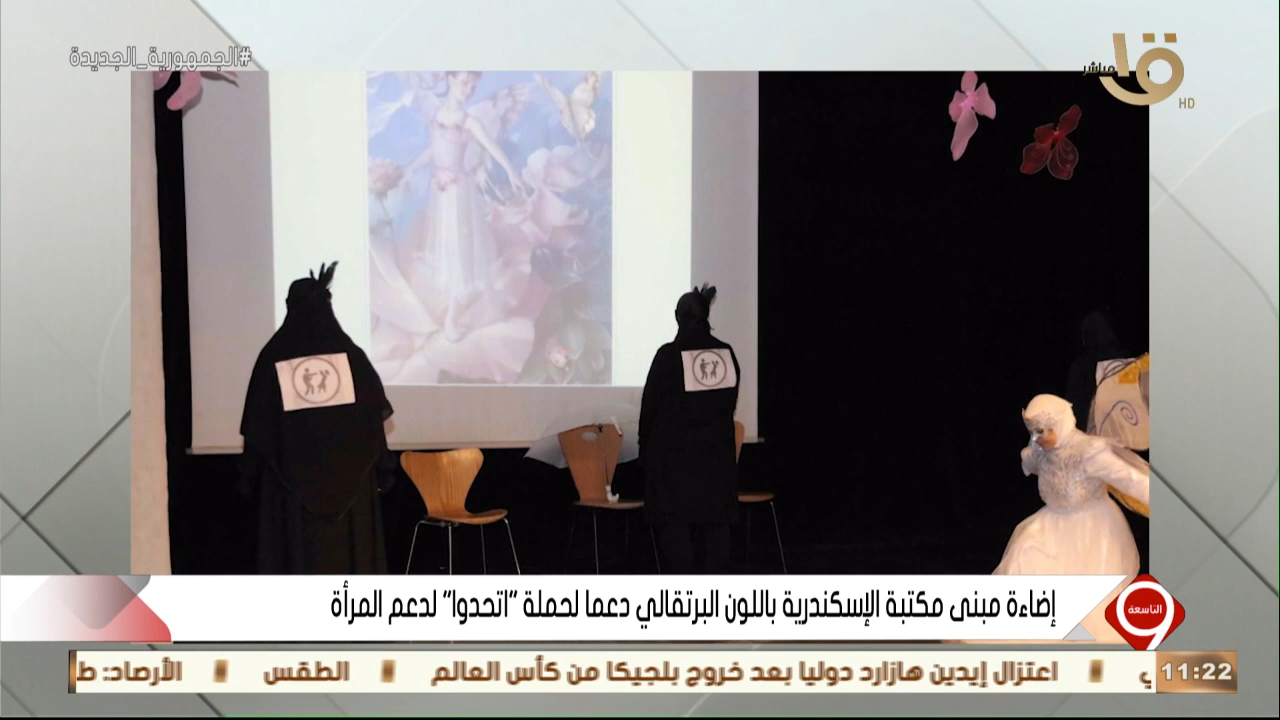 #الجمهورية_الجديدة
مباشر
HD
إضاءة مبنى مكتبة الإسكندرية باللون البرتقالي دعما لحملة "اتحدوا" لدعم المرأة
التاسعة
9
اعتزال إيدين هازارد دوليا بعد خروج بلجيكا من كأس العالم
الطقس
الأرصاد:
11:22